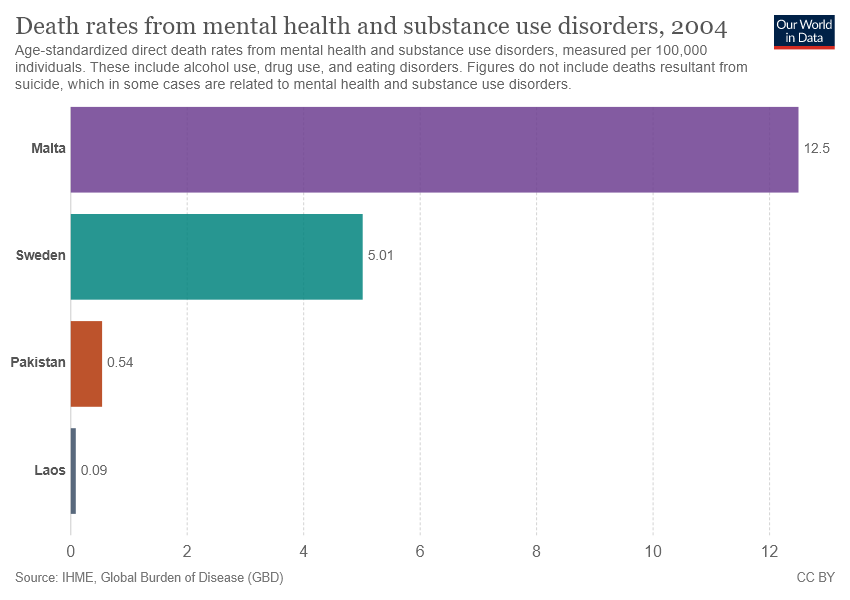 Death rates from mental health and substance use disorders, 2004
Our World
in Data
Age-standardized direct death rates from mental health and substance use disorders, measured per 100,000
individuals. These include alcohol use, drug use, and eating disorders. Figures do not include deaths resultant from
suicide, which in some cases are related to mental health and substance use disorders.
Malta 12.5
Sweden 5.01
Pakistan 0.54
Laos 0.09
0 2 4 6 8 10 12
Source: IHME, Global Burden of Disease (GBD) CC BY